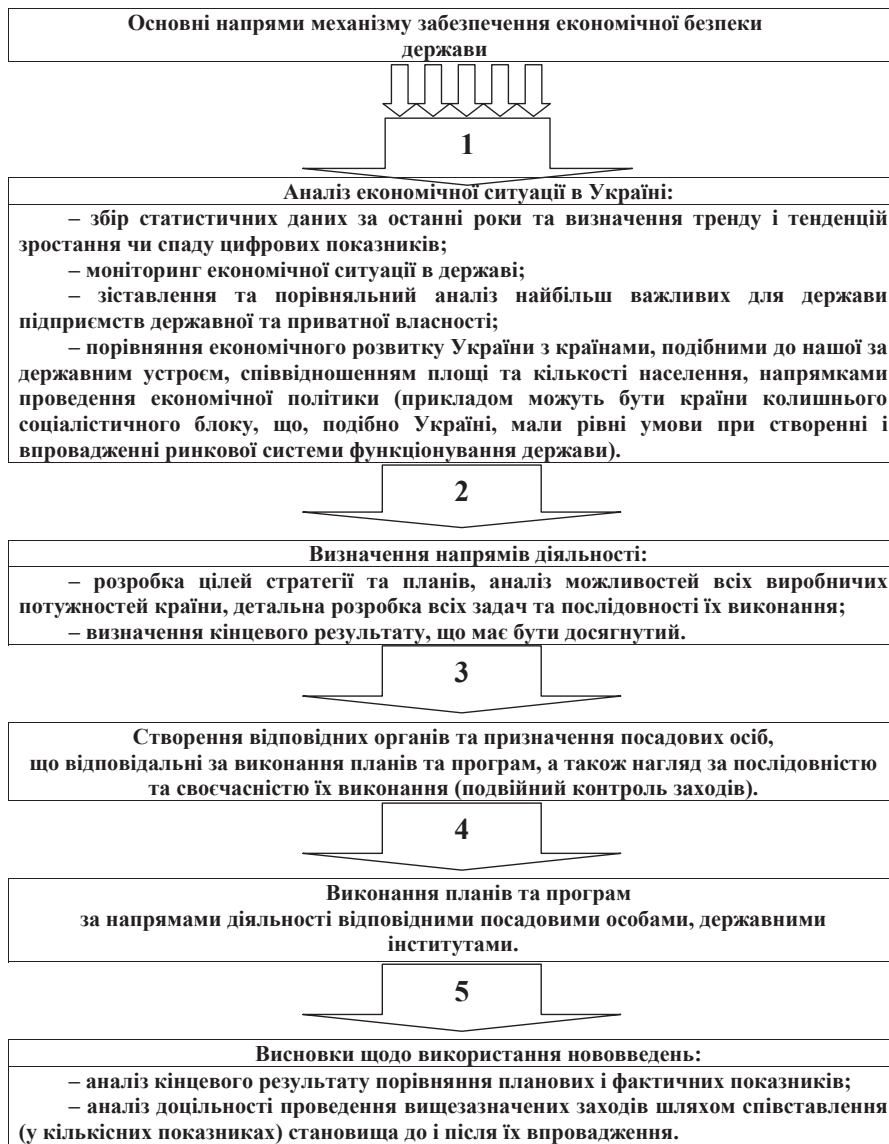 Основні напрями механізму забезпечення економічної безпеки
держави
1
Аналіз економічної ситуації в Україні:
– збір статистичних даних за останні роки та визначення тренду і тенденцій
зростання чи спаду цифрових показників;
– моніторинг економічної ситуації в державі;
– зіставлення та порівняльний аналіз найбільш важливих для держави
підприємств державної та приватної власності;
– порівняння економічного розвитку України з країнами, подібними до нашої за
державним устроєм, співвідношенням площі та кількості населення, напрямками
проведення економічної політики (прикладом можуть бути країни колишнього
соціалістичного блоку, що, подібно Україні, мали рівні умови при створенні і
впровадженні ринкової системи функціонування держави).
2
Визначення напрямів діяльності:
– розробка цілей стратегії та планів, аналіз можливостей всіх виробничих
потужностей країни, детальна розробка всіх задач та послідовності їх виконання;
– визначення кінцевого результату, що має бути досягнутий.
3
Створення відповідних органів та призначення посадових осіб,
що відповідальні за виконання планів та програм, а також нагляд за послідовністю
та своєчасністю їх виконання (подвійний контроль заходів).
4
Виконання планів та програм
за напрямами діяльності відповідними посадовими особами, державними
інститутами.
5
Висновки щодо використання нововведень:
– аналіз кінцевого результату порівняння планових і фактичних показників;
– аналіз доцільності проведення вищезазначених заходів шляхом співставлення
(у кількісних показниках) становища до і після їх впровадження.